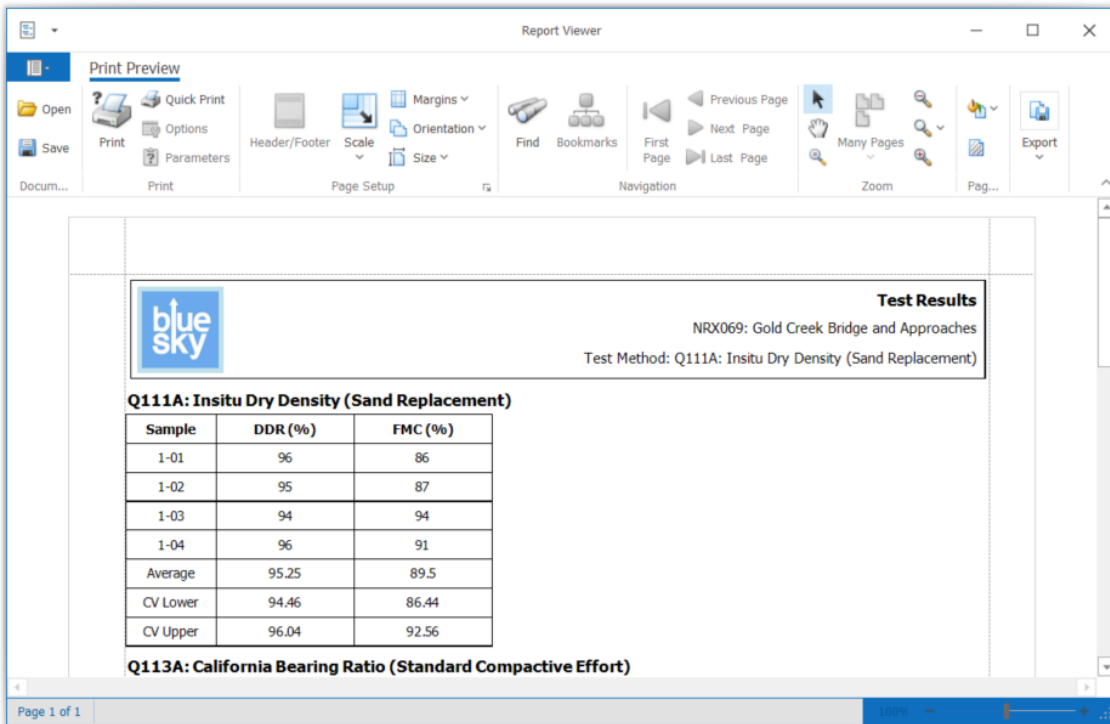 Report Viewer
Print Preview
Open
Save
Docum...
Print
Quick Print
Options
Parameters
Print
Header/Footer
Scale
Margins
Orientation
Size
Page Setup
Find
Bookmarks
First Page
Previous Page
Next Page
Last Page
Navigation
Many Pages
Zoom
Pag...
Export
blue sky
Test Results
NRX069: Gold Creek Bridge and Approaches
Test Method: Q111A: Insitu Dry Density (Sand Replacement)
Q111A: Insitu Dry Density (Sand Replacement)
Sample DDR (%) FMC (%)
1-01 96 86
1-02 95 87
1-03 94 94
1-04 96 91
Average 95.25 89.5
CV Lower 94.46 86.44
CV Upper 96.04 92.56
Q113A: California Bearing Ratio (Standard Compactive Effort)
Page 1 of 1
100%